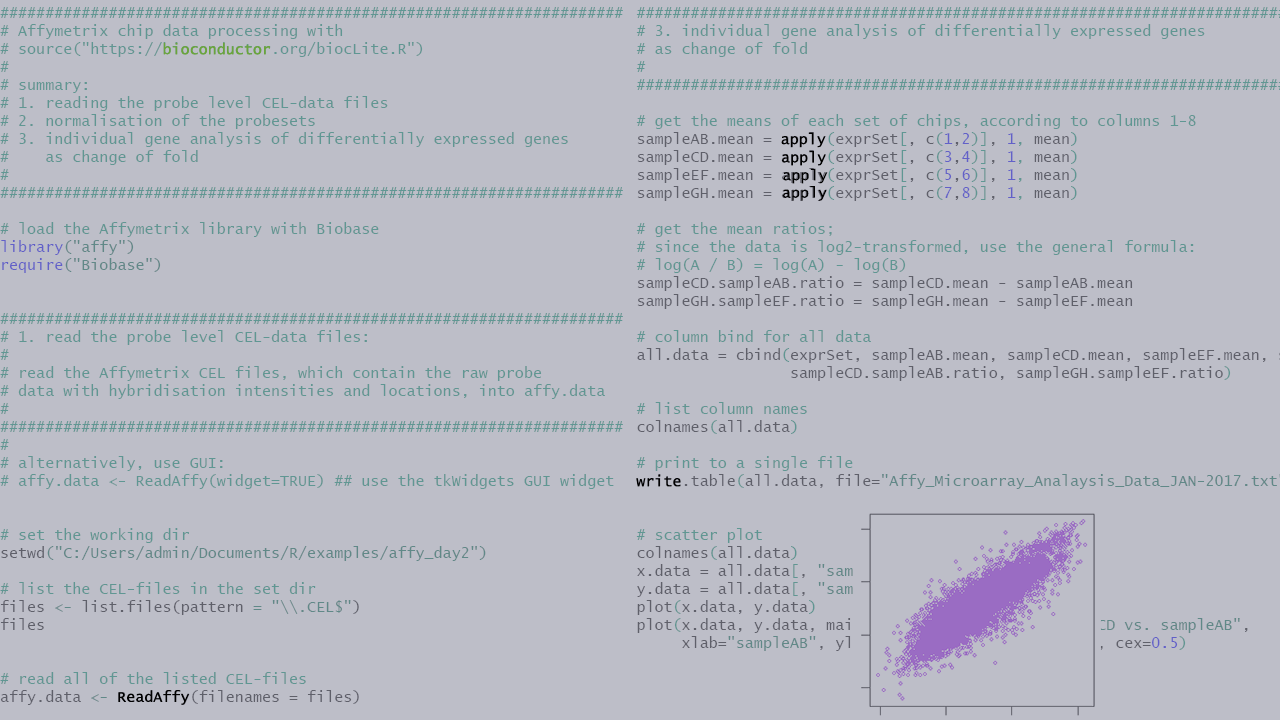 #####################################################################
# Affymetrix chip data processing with
# source("https://bioconductor.org/biocLite.R")
#
# summary:
# 1. reading the probe level CEL-data files
# 2. normalisation of the probesets
# 3. individual gene analysis of differentially expressed genes
#    as change of fold
#
#####################################################################
# load the Affymetrix library with Biobase
library("affy")
require("Biobase")
#####################################################################
# 1. read the probe level CEL-data files:
#
# read the Affymetrix CEL files, which contain the raw probe
# data with hybridisation intensities and locations, into affy.data
#
#####################################################################
#
# alternatively, use GUI:
# affy.data <- ReadAffy(widget=TRUE) ## use the tkWidgets GUI widget
# set the working dir
setwd("C:/Users/admin/Documents/R/examples/affy_day2")
# list the CEL-files in the set dir
files <- list.files(pattern = "\\.CEL$")
files
# read all of the listed CEL-files
affy.data <- ReadAffy(filenames = files)
########################################################################
# 3. individual gene analysis of differentially expressed genes
# as change of fold
#
########################################################################
# get the means of each set of chips, according to columns 1-8
sampleAB.mean = apply(exprSet[, c(1,2)], 1, mean)
sampleCD.mean = apply(exprSet[, c(3,4)], 1, mean)
sampleEF.mean = apply(exprSet[, c(5,6)], 1, mean)
sampleGH.mean = apply(exprSet[, c(7,8)], 1, mean)
# get the mean ratios;
# since the data is log2-transformed, use the general formula:
# log(A / B) = log(A) - log(B)
sampleCD.sampleAB.ratio = sampleCD.mean - sampleAB.mean
sampleGH.sampleEF.ratio = sampleGH.mean - sampleEF.mean
# column bind for all data
all.data = cbind(exprSet, sampleAB.mean, sampleCD.mean, sampleEF.mean,
sampleCD.sampleAB.ratio, sampleGH.sampleEF.ratio)
# list column names
colnames(all.data)
# print to a single file
write.table(all.data, file="Affy_Microarray_Analaysis_Data_JAN-2017.txt
# scatter plot
colnames(all.data)
x.data = all.data[, "sam
y.data = all.data[, "sam
plot(x.data, y.data)
plot(x.data, y.data, mai CD vs. sampleAB",
xlab="sampleAB", yl , cex=0.5)